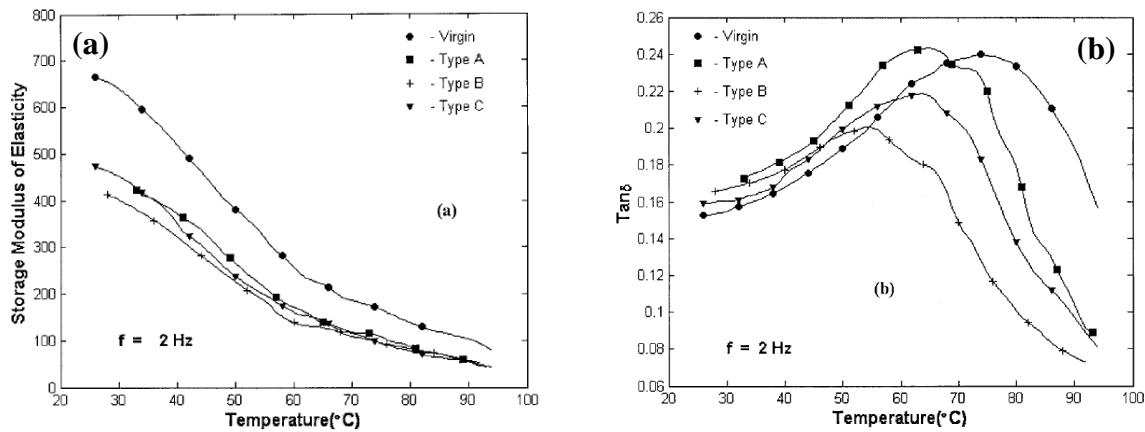 (a)
800
700
600
500
400
300
200
100
0
Storage Modulus of Elasticity
- Virgin
- Type A
- Type B
- Type C
(a)
f = 2 Hz
20 30 40 50 60 70 80 90 100
Temperature(°C)
(b)
0.26
0.24
0.22
0.2
0.18
0.16
0.14
0.12
0.1
0.08
0.06
Tanδ
- Virgin
- Type A
- Type B
- Type C
(b)
f = 2 Hz
20 30 40 50 60 70 80 90 100
Temperature(°C)